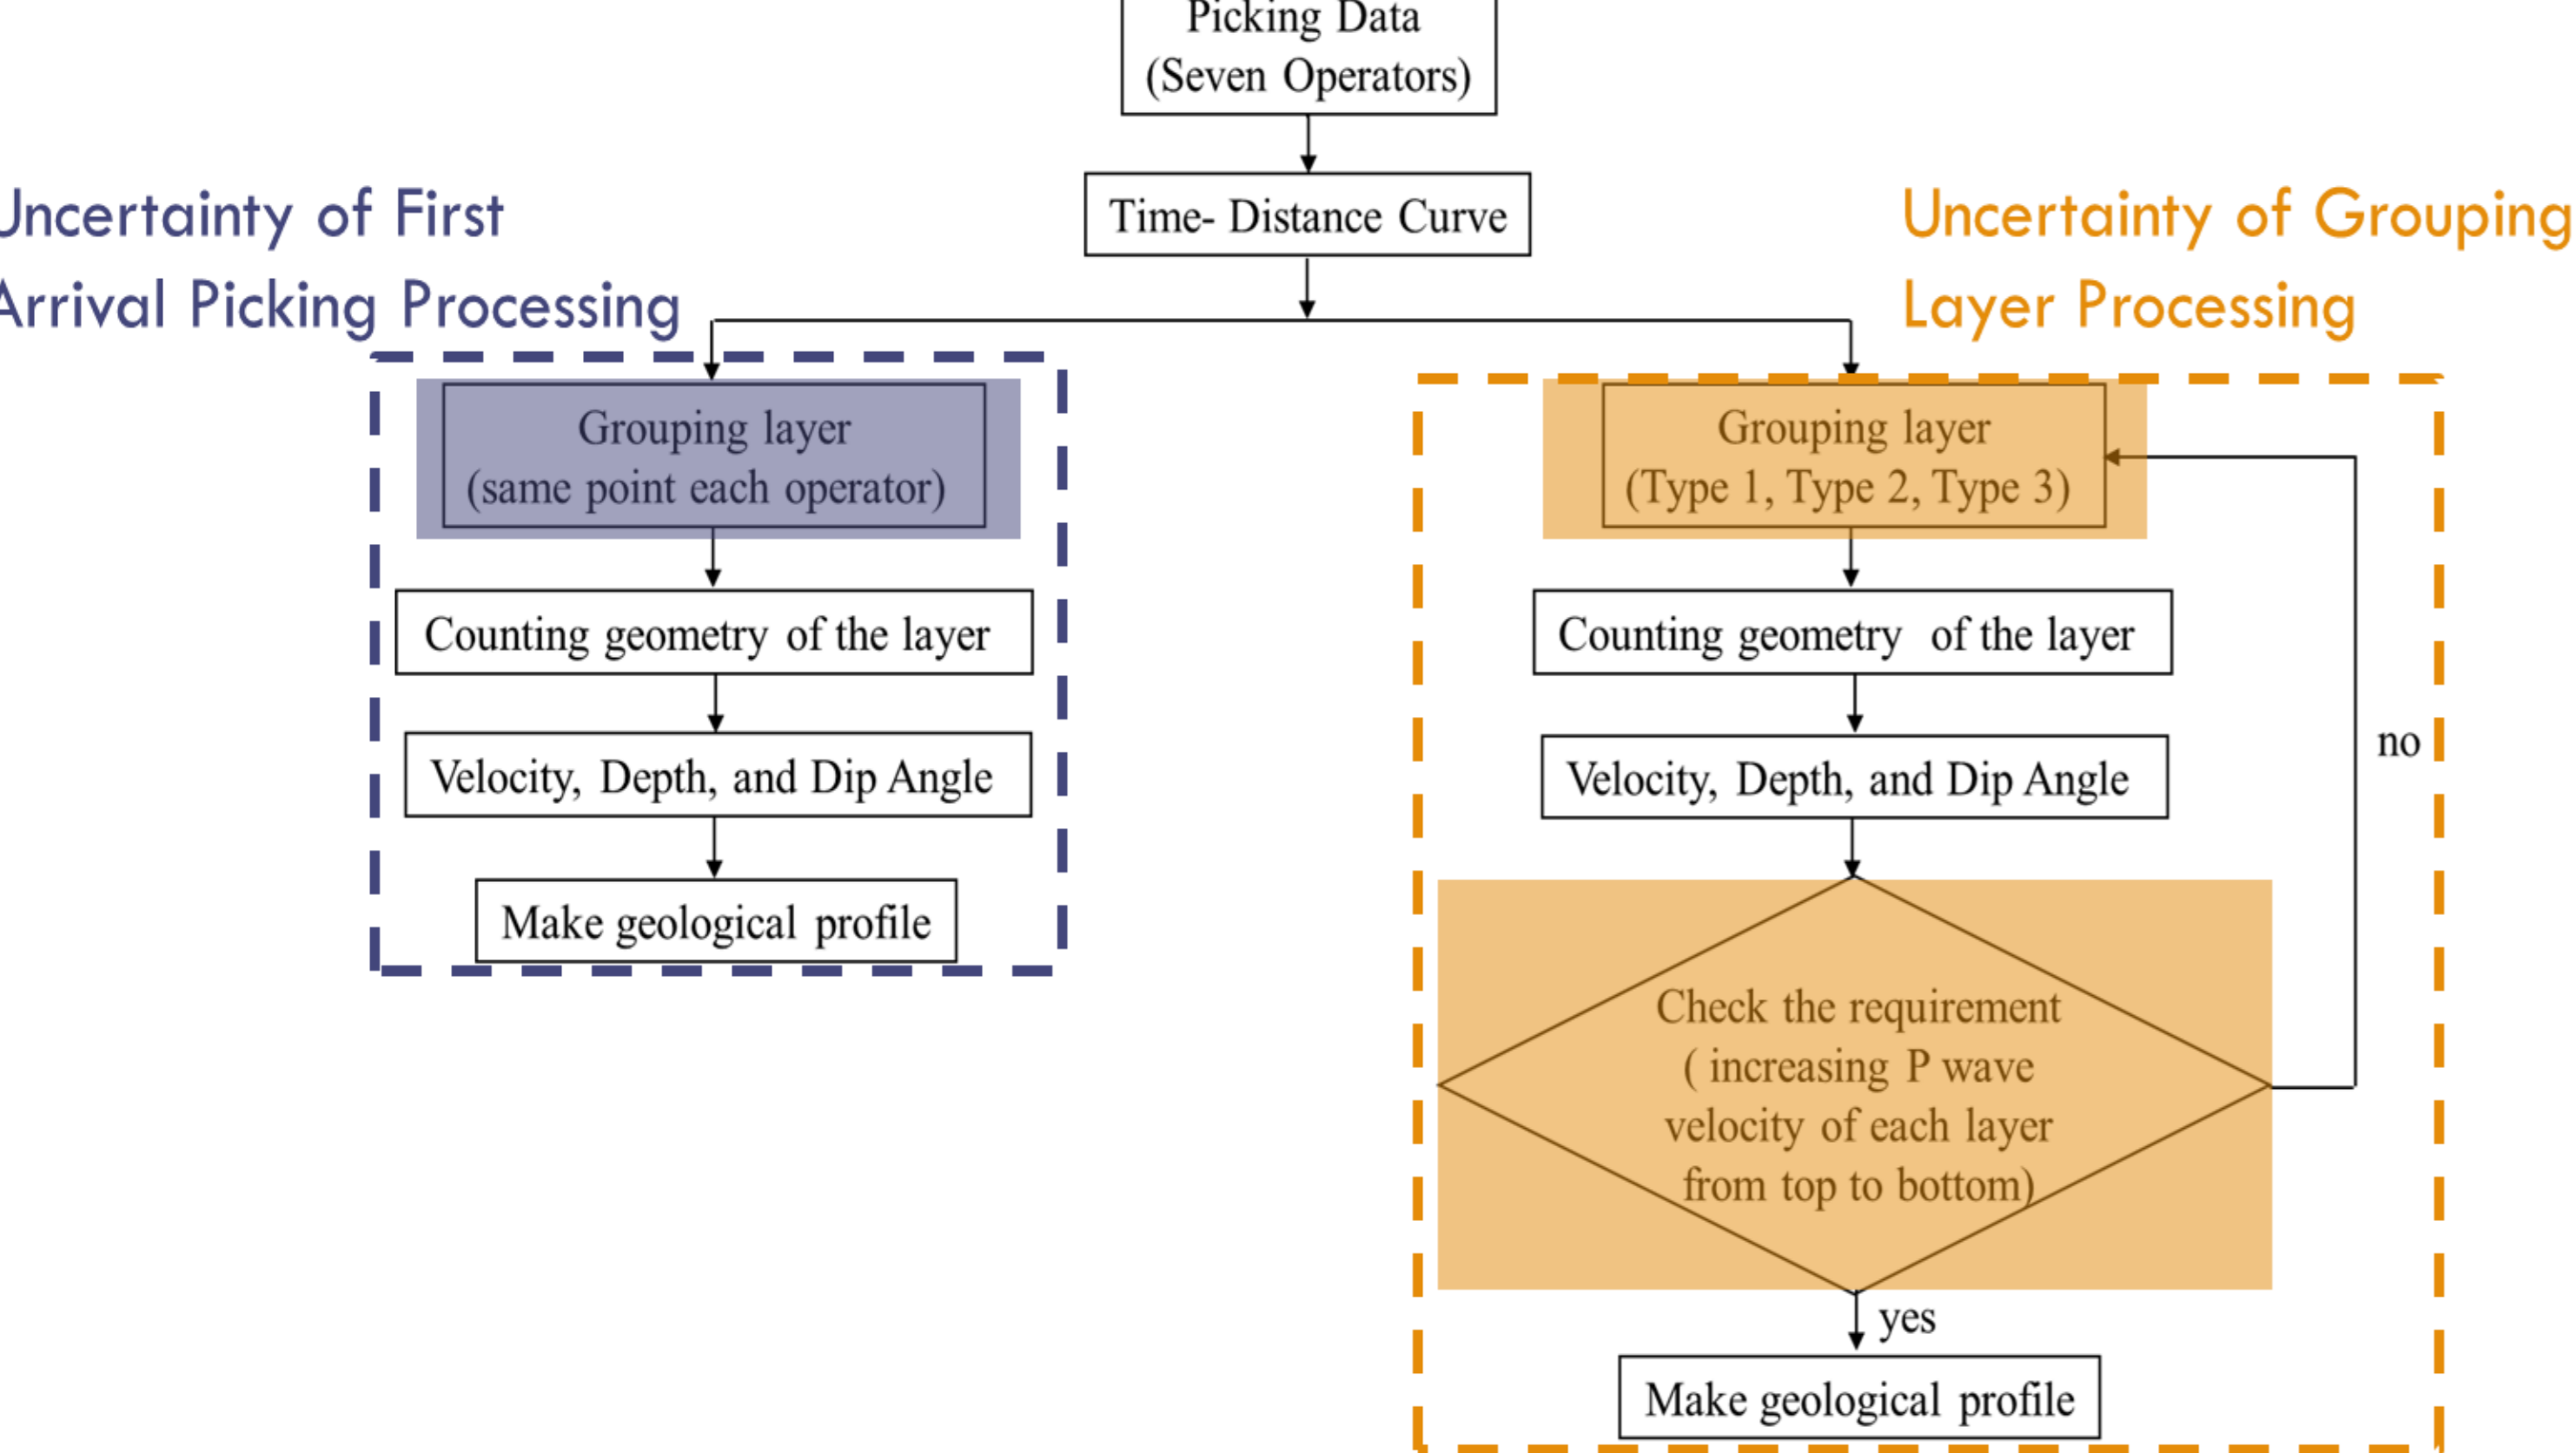 Picking Data
(Seven Operators)
Time- Distance Curve
Uncertainty of First
Arrival Picking Processing
Grouping layer
(same point each operator)
Counting geometry of the layer
Velocity, Depth, and Dip Angle
Make geological profile
Uncertainty of Grouping
Layer Processing
Grouping layer
(Type 1, Type 2, Type 3)
Counting geometry of the layer
Velocity, Depth, and Dip Angle
no
Check the requirement
( increasing P wave
velocity of each layer
from top to bottom)
yes
Make geological profile